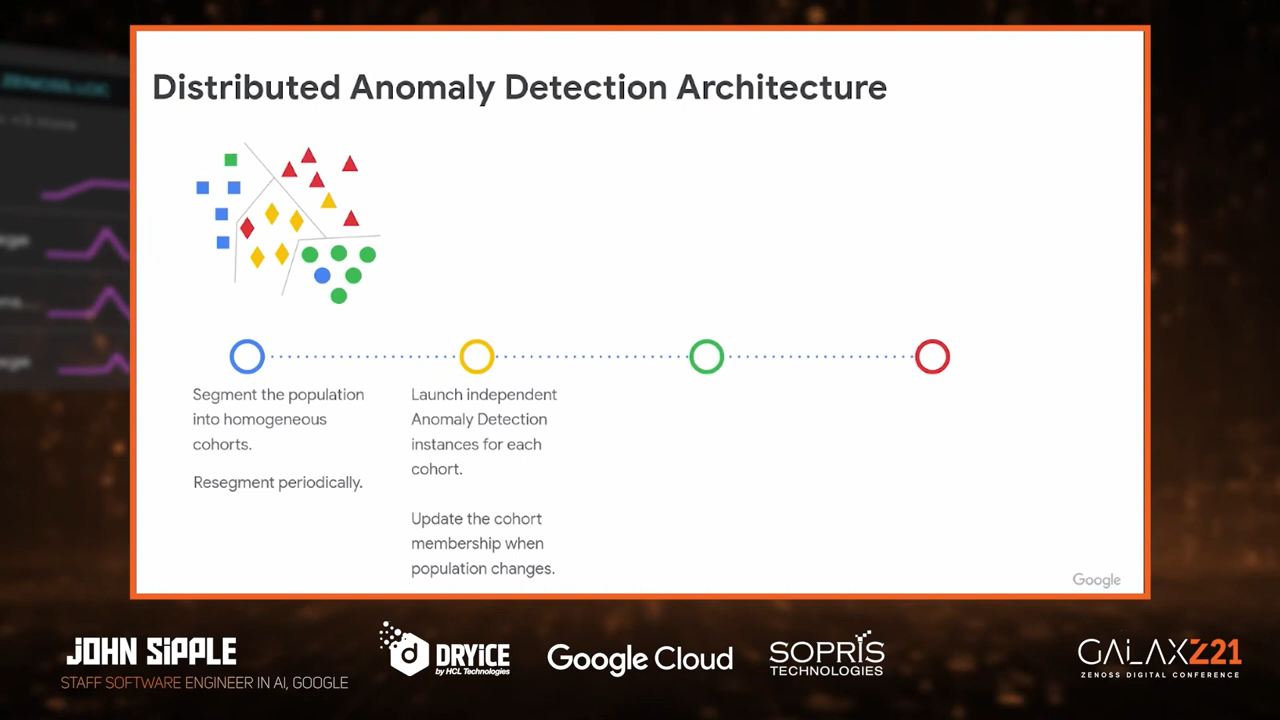 Distributed Anomaly Detection Architecture
Segment the population
into homogeneous
cohorts.
Resegment periodically.
Launch independent
Anomaly Detection
instances for each
cohort.
Update the cohort
membership when
population changes.
Google
JOHN SIPPLE
STAFF SOFTWARE ENGINEER IN AI, GOOGLE
d
DRYiCE
by HCL Technologies
Google Cloud
SOPRIS
TECHNOLOGIES
GALAXZ21
ZENOSS DIGITAL CONFERENCE